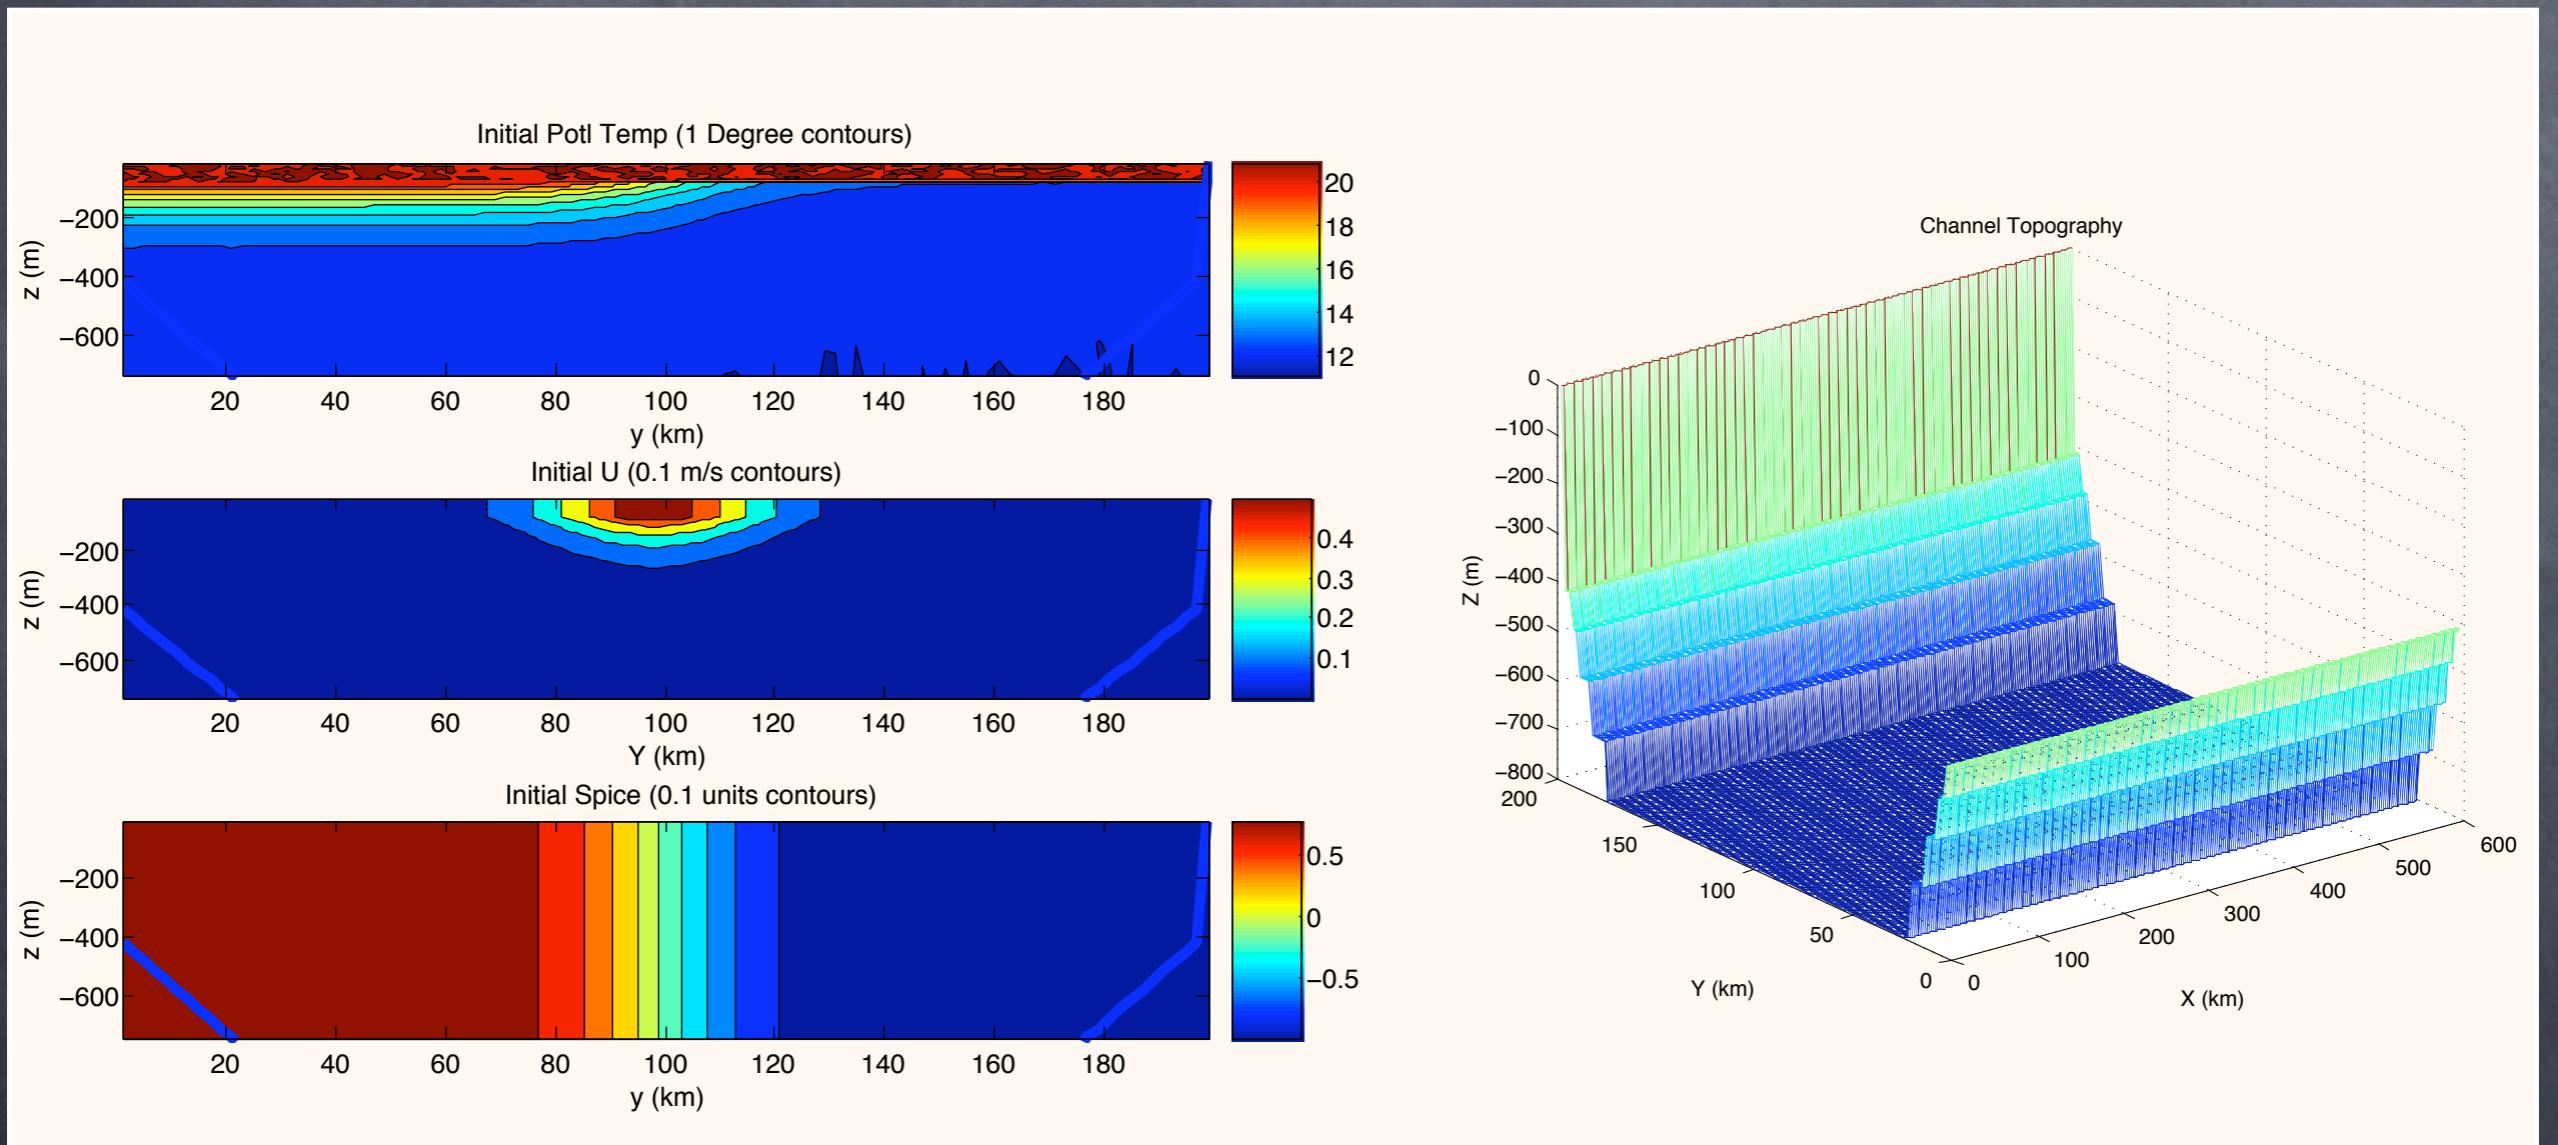 Initial Potl Temp (1 Degree contours)
z (m)
−200
−400
−600
20 40 60 80 100 120 140 160 180
y (km)
20
18
16
14
12
Initial U (0.1 m/s contours)
z (m)
−200
−400
−600
20 40 60 80 100 120 140 160 180
Y (km)
0.4
0.3
0.2
0.1
Initial Spice (0.1 units contours)
z (m)
−200
−400
−600
20 40 60 80 100 120 140 160 180
y (km)
0.5
0
−0.5
Channel Topography
Z (m)
0
−100
−200
−300
−400
−500
−600
−700
−800
200
150
100
50
0
Y (km)
0
100
200
300
400
500
600
X (km)